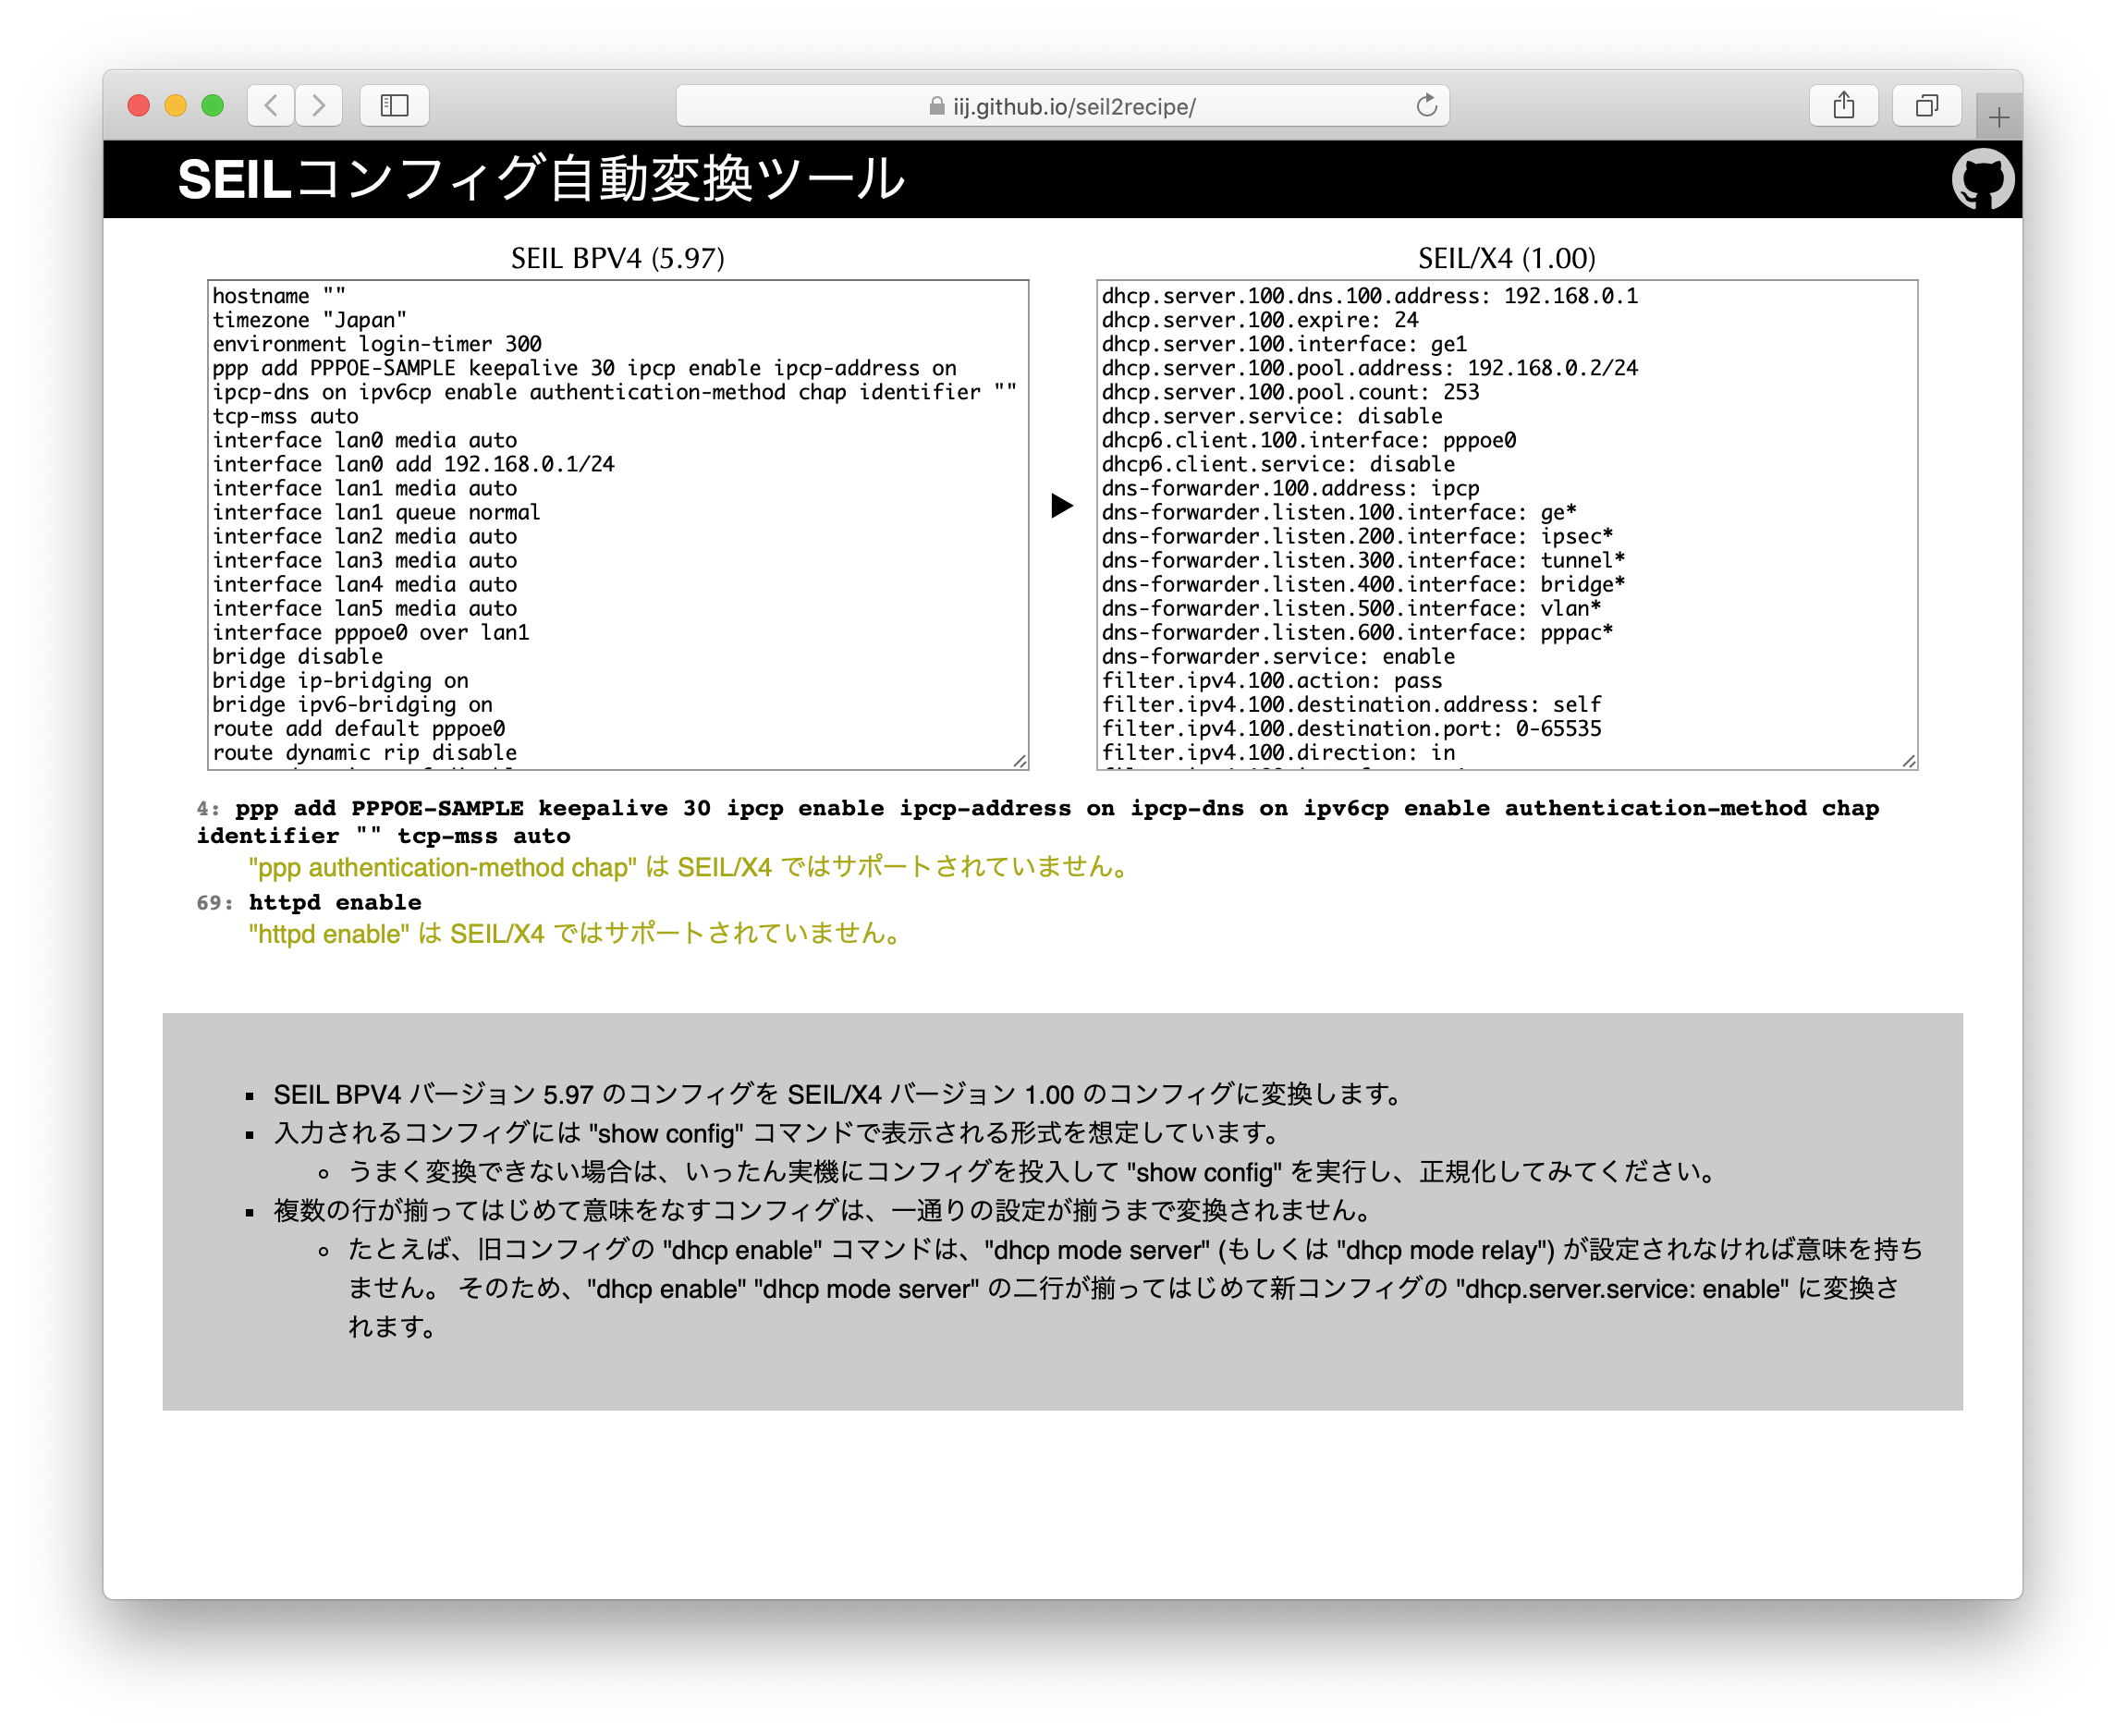 iij.github.io/seil2recipe/
SEILコンフィグ自動変換ツール
SEIL BPV4 (5.97)
hostname ""
timezone "Japan"
environment login-timer 300
ppp add PPPOE-SAMPLE keepalive 30 ipcp enable ipcp-address on
ipcp-dns on ipv6cp enable authentication-method chap identifier ""
tcp-mss auto
interface lan0 media auto
interface lan0 add 192.168.0.1/24
interface lan1 media auto
interface lan1 queue normal
interface lan2 media auto
interface lan3 media auto
interface lan4 media auto
interface lan5 media auto
interface pppoe0 over lan1
bridge disable
bridge ip-bridging on
bridge ipv6-bridging on
route add default pppoe0
route dynamic rip disable
SEIL/X4 (1.00)
dhcp.server.100.dns.100.address: 192.168.0.1
dhcp.server.100.expire: 24
dhcp.server.100.interface: ge1
dhcp.server.100.pool.address: 192.168.0.2/24
dhcp.server.100.pool.count: 253
dhcp.server.service: disable
dhcp6.client.100.interface: pppoe0
dhcp6.client.service: disable
dns-forwarder.100.address: ipcp
dns-forwarder.listen.100.interface: ge*
dns-forwarder.listen.200.interface: ipsec*
dns-forwarder.listen.300.interface: tunnel*
dns-forwarder.listen.400.interface: bridge*
dns-forwarder.listen.500.interface: vlan*
dns-forwarder.listen.600.interface: pppac*
dns-forwarder.service: enable
filter.ipv4.100.action: pass
filter.ipv4.100.destination.address: self
filter.ipv4.100.destination.port: 0-65535
filter.ipv4.100.direction: in
4: ppp add PPPOE-SAMPLE keepalive 30 ipcp enable ipcp-address on ipcp-dns on ipv6cp enable authentication-method chap
identifier "" tcp-mss auto
"ppp authentication-method chap" は SEIL/X4 ではサポートされていません。
69: httpd enable
"httpd enable" は SEIL/X4 ではサポートされていません。
▪ SEIL BPV4 バージョン 5.97 のコンフィグを SEIL/X4 バージョン 1.00 のコンフィグに変換します。
▪ 入力されるコンフィグには "show config" コマンドで表示される形式を想定しています。
◦ うまく変換できない場合は、いったん実機にコンフィグを投入して "show config" を実行し、正規化してみてください。
▪ 複数の行が揃ってはじめて意味をなすコンフィグは、一通りの設定が揃うまで変換されません。
◦ たとえば、旧コンフィグの "dhcp enable" コマンドは、"dhcp mode server" (もしくは "dhcp mode relay") が設定されなければ意味を持ち
ません。 そのため、"dhcp enable" "dhcp mode server" の二行が揃ってはじめて新コンフィグの "dhcp.server.service: enable" に変換さ
れます。